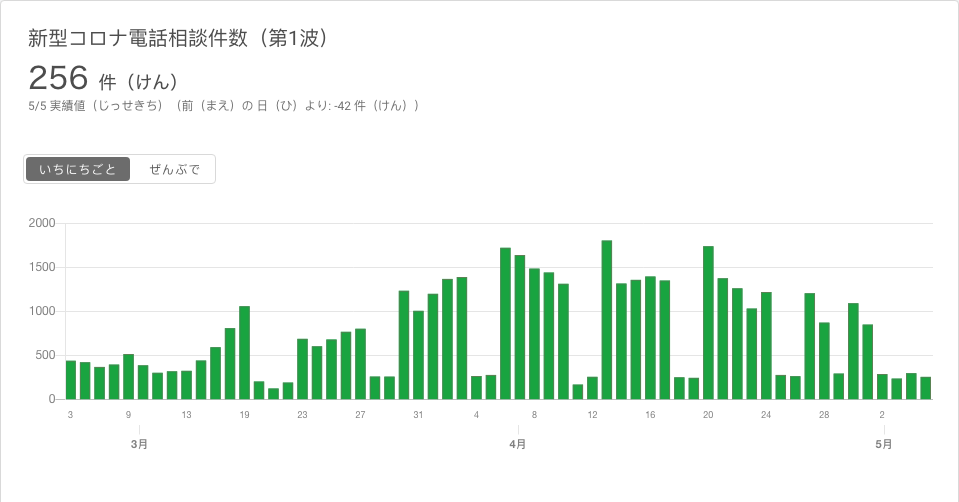 新型コロナ電話相談件数（第1波）
256 件（けん）
5/5 実績値（じっせきち）（前（まえ）の 日（ひ）より: -42 件（けん））
いちにちごと ぜんぶで
2000
1500
1000
500
0
3 9 13 19 23 27 31 4 8 12 16 20 24 28 2
3月 4月 5月